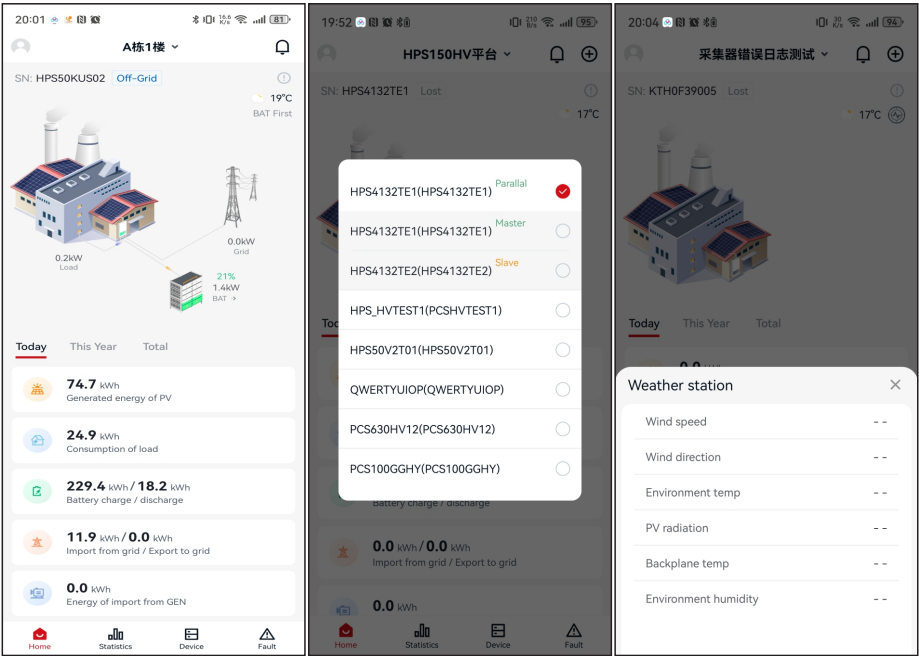 20:01
16.6 K/s
81
A栋1楼
SN: HPS50KUS02 Off-Grid
19°C
BAT First
0.0kW
Grid
0.2kW
Load
21%
1.4kW
BAT
Today This Year Total
74.7 kWh
Generated energy of PV
24.9 kWh
Consumption of load
229.4 kWh / 18.2 kWh
Battery charge / discharge
11.9 kWh / 0.0 kWh
Import from grid / Export to grid
0.0 kWh
Energy of import from GEN
Home Statistics Device Fault
19:52
210 B/s
95
HPS150HV平台
SN: HPS4132TE1 Lost
17°C
HPS4132TE1(HPS4132TE1) Parallal
HPS4132TE1(HPS4132TE1) Master
HPS4132TE2(HPS4132TE2) Slave
HPS_HVTEST1(PCSHVTEST1)
HPS50V2T01(HPS50V2T01)
QWERTYUIOP(QWERTYUIOP)
PCS630HV12(PCS630HV12)
PCS100GGHY(PCS100GGHY)
Battery charge / discharge
0.0 kWh / 0.0 kWh
Import from grid / Export to grid
0.0 kWh
Home Statistics Device Fault
20:04
94
采集器错误日志测试
SN: KTH0F39005 Lost
17°C
Today This Year Total
Weather station
Wind speed --
Wind direction --
Environment temp --
PV radiation --
Backplane temp --
Environment humidity --